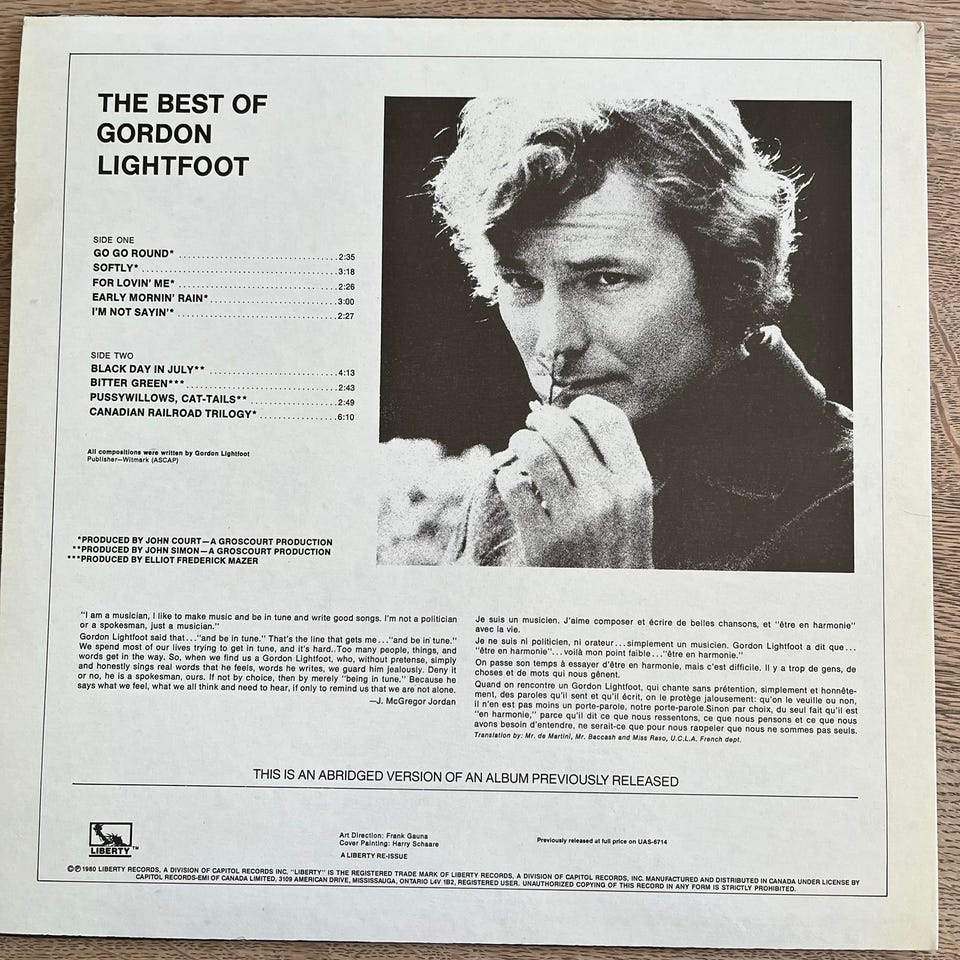 THE BEST OF
GORDON
LIGHTFOOT
SIDE ONE
GO GO ROUND* ..................................2:35
SOFTLY* ..........................................3:18
FOR LOVIN' ME* ..................................2:26
EARLY MORNIN' RAIN* ...........................3:00
I'M NOT SAYIN'* ..................................2:27
SIDE TWO
BLACK DAY IN JULY** ............................4:13
BITTER GREEN*** .................................2:43
PUSSYWILLOWS, CAT-TAILS** ....................2:49
CANADIAN RAILROAD TRILOGY* .................6:10
All compositions were written by Gordon Lightfoot
Publisher—Witmark (ASCAP)
*PRODUCED BY JOHN COURT—A GROSCOURT PRODUCTION
**PRODUCED BY JOHN SIMON—A GROSCOURT PRODUCTION
***PRODUCED BY ELLIOT FREDERICK MAZER
"I am a musician, I like to make music and be in tune and write good songs. I'm not a politician
or a spokesman, just a musician."
Gordon Lightfoot said that..."and be in tune." That's the line that gets me..."and be in tune."
We spend most of our lives trying to get in tune, and it's hard..Too many people, things, and
words get in the way. So, when we find us a Gordon Lightfoot, who, without pretense, simply
and honestly sings real words that he feels, words he writes, we guard him jealously. Deny it
or no, he is a spokesman, ours. If not by choice, then by merely "being in tune." Because he
says what we feel, what we all think and need to hear, if only to remind us that we are not alone.
—J. McGregor Jordan
Je suis un musicien. J'aime composer et écrire de belles chansons, et "être en harmonie"
avec la vie.
Je ne suis ni politicien, ni orateur...simplement un musicien. Gordon Lightfoot a dit que...
"être en harmonie"...voilà mon point faible..."être en harmonie."
On passe son temps à essayer d'être en harmonie, mais c'est difficile. Il y a trop de gens, de
choses et de mots qui nous gênent.
Quand on rencontre un Gordon Lightfoot, qui chante sans prétention, simplement et honnête-
ment, des paroles qu'il sent et qu'il écrit, on le protège jalousement: qu'on le veuille ou non,
il n'en est pas moins un porte-parole, notre porte-parole.Sinon par choix, du seul fait qu'il est
"en harmonie," parce qu'il dit ce que nous ressentons, ce que nous pensons et ce que nous
avons besoin d'entendre, ne serait-ce que pour nous raopeler que nous ne sommes pas seuls.
Translation by: Mr. de Martini, Mr. Baccash and Miss Raso, U.C.L.A. French dept.
THIS IS AN ABRIDGED VERSION OF AN ALBUM PREVIOUSLY RELEASED
LIBERTY™
Art Direction: Frank Gauna
Cover Painting: Harry Schaare
A LIBERTY RE-ISSUE
Previously released at full price on UAS-6714
©℗1980 LIBERTY RECORDS, A DIVISION OF CAPITOL RECORDS INC. "LIBERTY" IS THE REGISTERED TRADE MARK OF LIBERTY RECORDS, A DIVISION OF CAPITOL RECORDS, INC. MANUFACTURED AND DISTRIBUTED IN CANADA UNDER LICENSE BY
CAPITOL RECORDS-EMI OF CANADA LIMITED, 3109 AMERICAN DRIVE, MISSISSAUGA, ONTARIO L4V 1B2, REGISTERED USER. UNAUTHORIZED COPYING OF THIS RECORD IN ANY FORM IS STRICTLY PROHIBITED.